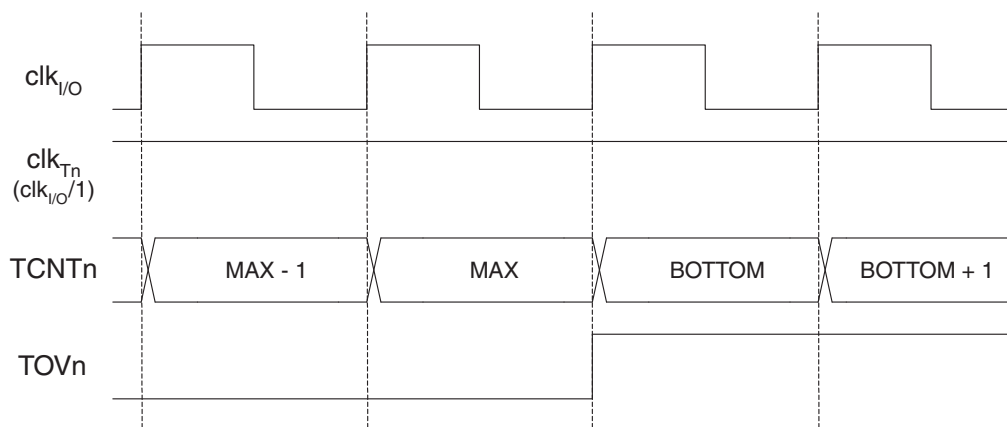 clkI/O
clkTn
(clkI/O/1)
TCNTn MAX - 1 MAX BOTTOM BOTTOM + 1
TOVn